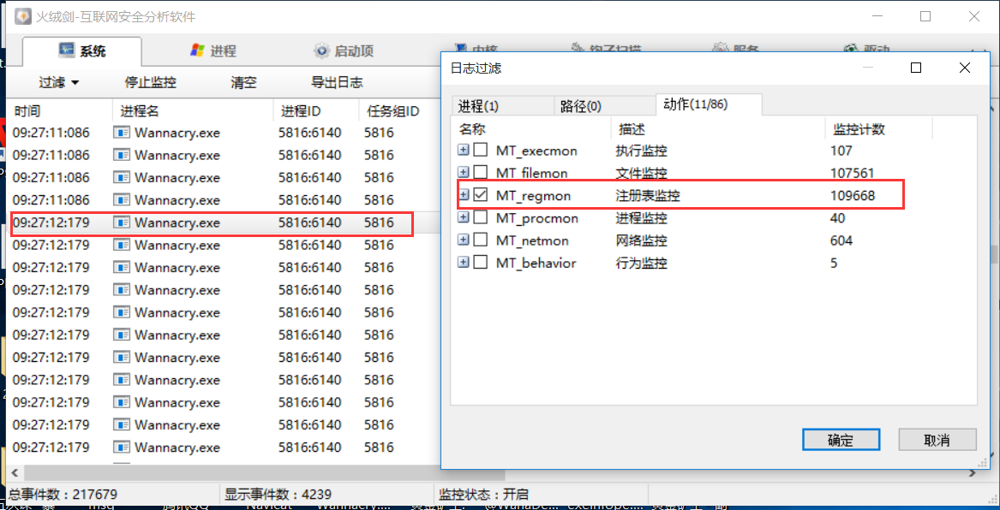 火绒剑-互联网安全分析软件
系统 进程 启动项 内核 钩子扫描 服务 驱动
过滤 停止监控 清空 导出日志
时间 进程名 进程ID 任务组ID
09:27:11:086 Wannacry.exe 5816:6140 5816
09:27:11:086 Wannacry.exe 5816:6140 5816
09:27:11:086 Wannacry.exe 5816:6140 5816
09:27:11:086 Wannacry.exe 5816:6140 5816
09:27:12:179 Wannacry.exe 5816:6140 5816
09:27:12:179 Wannacry.exe 5816:6140 5816
09:27:12:179 Wannacry.exe 5816:6140 5816
09:27:12:179 Wannacry.exe 5816:6140 5816
09:27:12:179 Wannacry.exe 5816:6140 5816
09:27:12:179 Wannacry.exe 5816:6140 5816
09:27:12:179 Wannacry.exe 5816:6140 5816
09:27:12:179 Wannacry.exe 5816:6140 5816
09:27:12:179 Wannacry.exe 5816:6140 5816
09:27:12:179 Wannacry.exe 5816:6140 5816
09:27:12:179 Wannacry.exe 5816:6140 5816
总事件数：217679 显示事件数：4239 监控状态：开启
日志过滤
进程(1) 路径(0) 动作(11/86)
名称 描述 监控计数
MT_execmon 执行监控 107
MT_filemon 文件监控 107561
MT_regmon 注册表监控 109668
MT_procmon 进程监控 40
MT_netmon 网络监控 604
MT_behavior 行为监控 5
确定 取消
msg 腾讯QQ Navicat Wannacry.... @WanaDe...